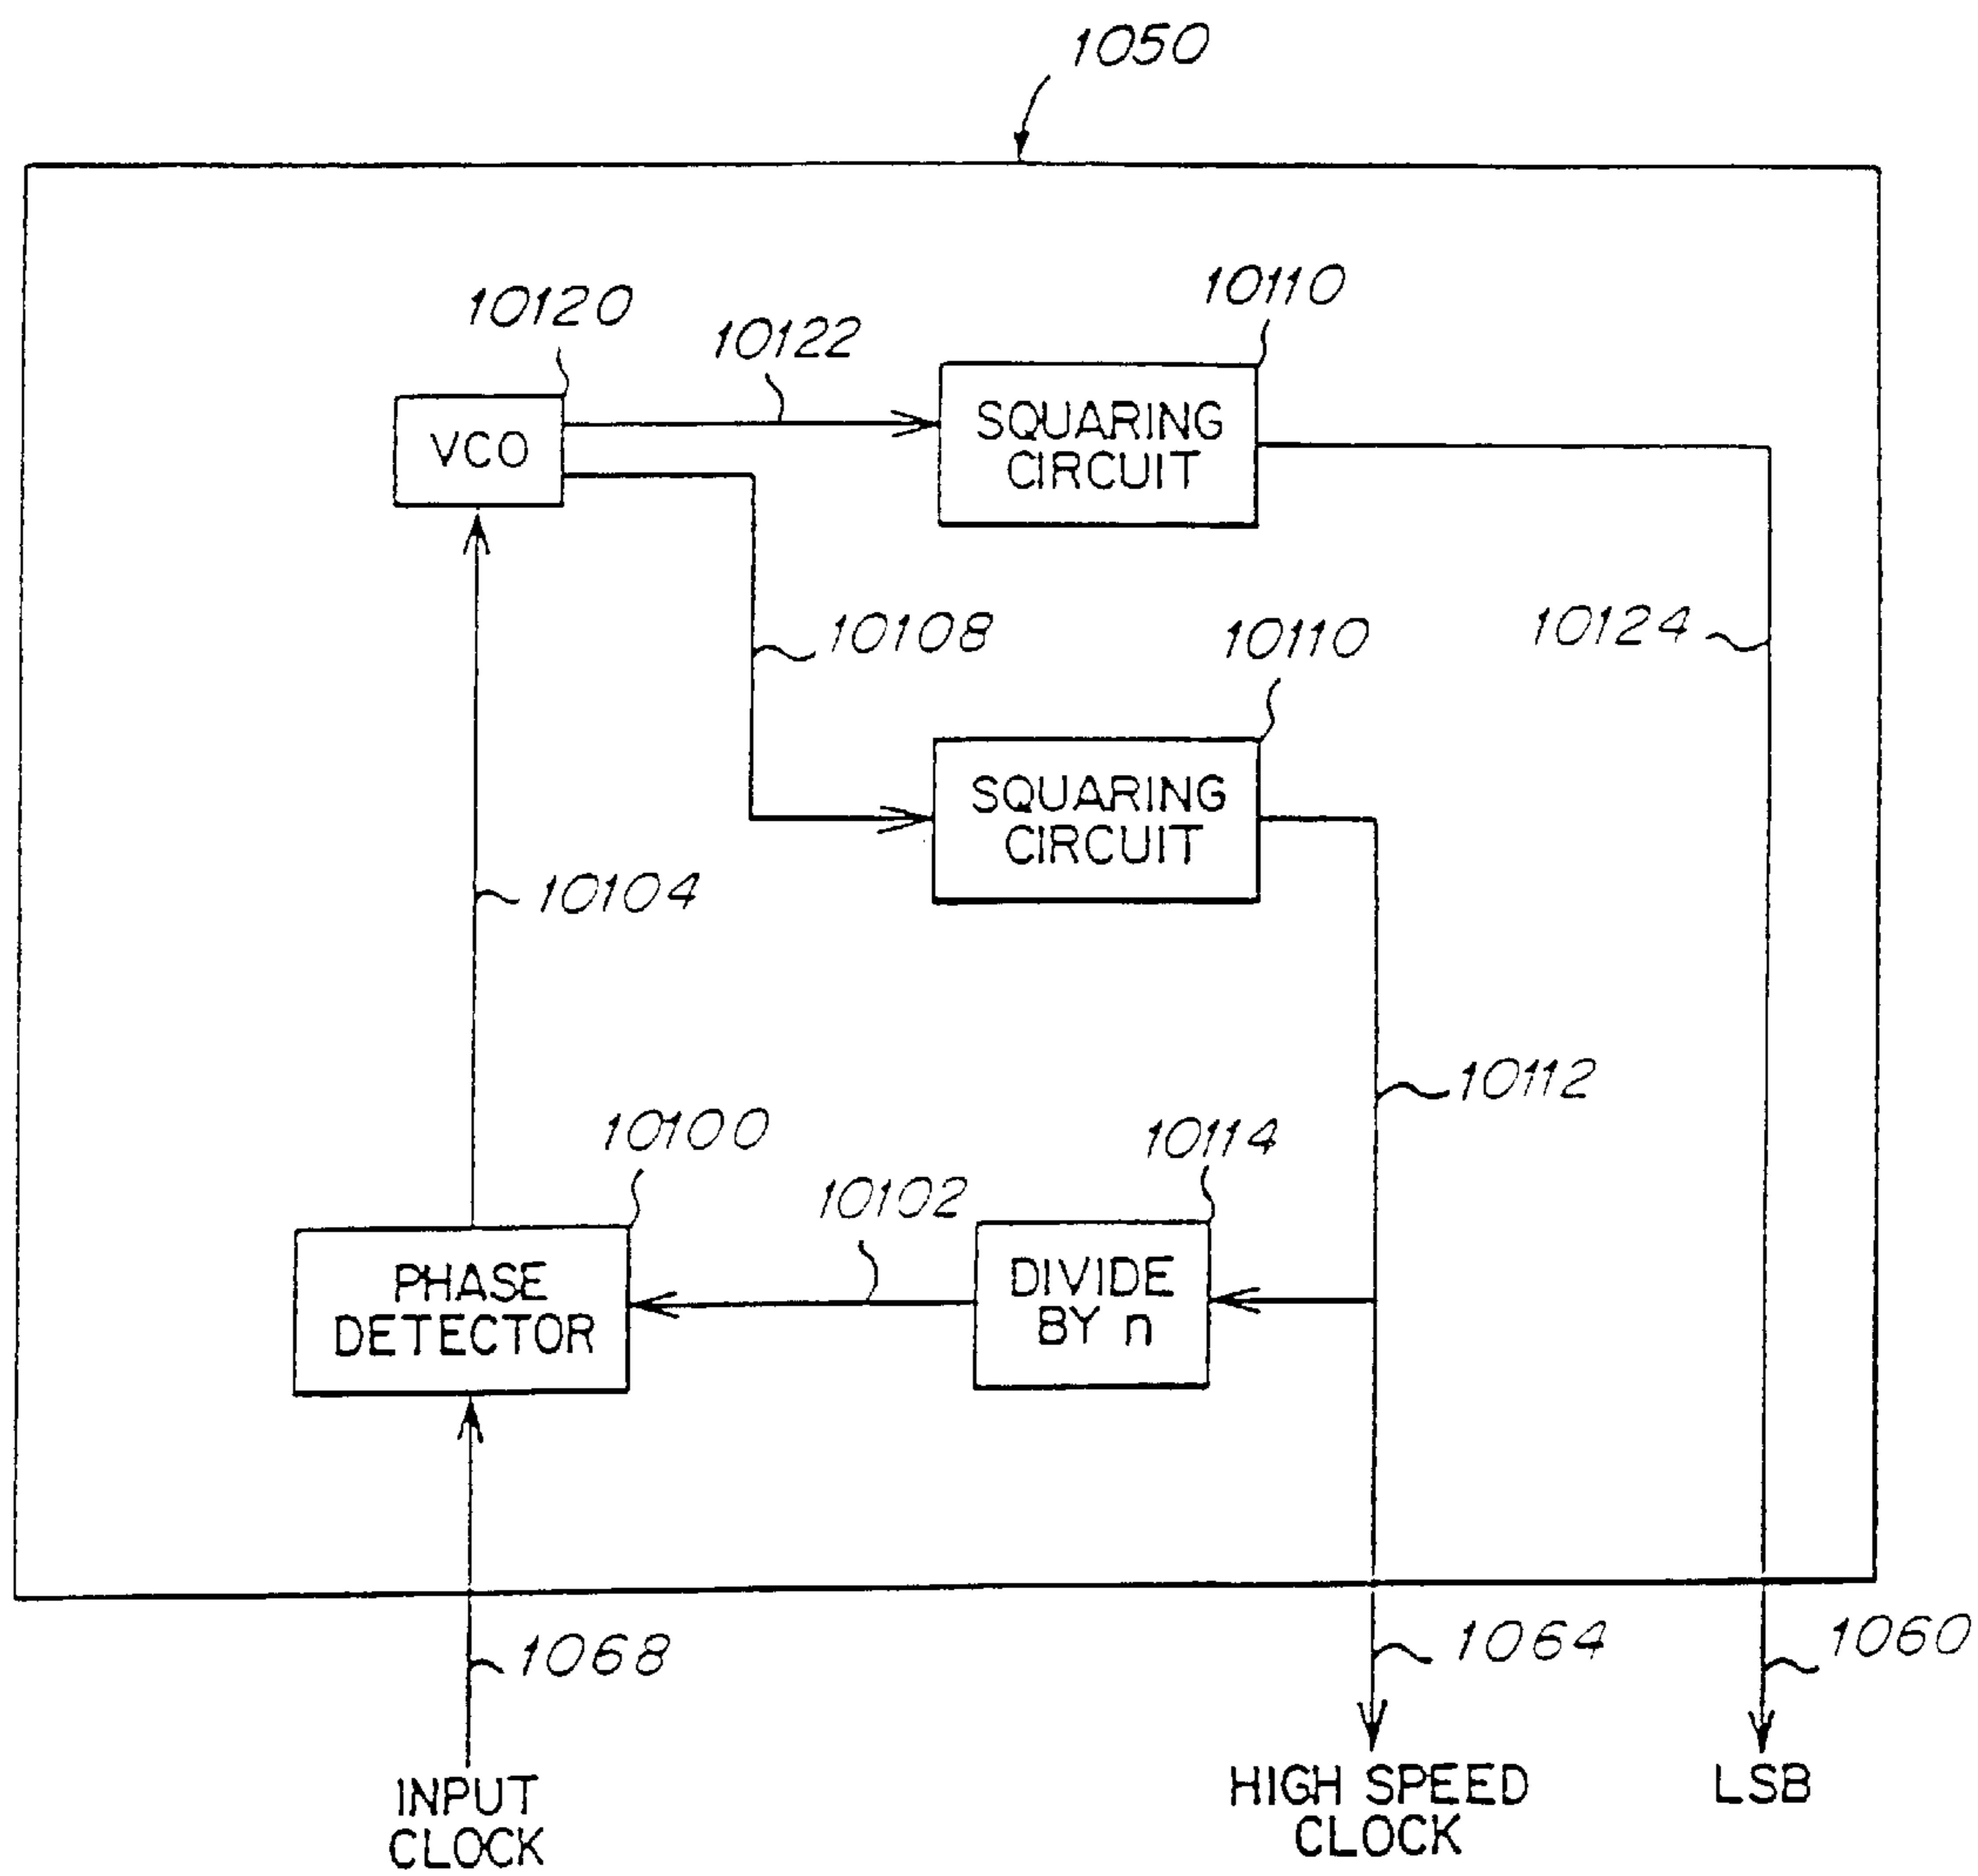 1050
10120
10122
10110
VCO
SQUARING
CIRCUIT
10108
10110
10124
SQUARING
CIRCUIT
10104
10112
10100
10102
10114
PHASE
DETECTOR
DIVIDE
BY n
1068
1064
1060
INPUT
CLOCK
HIGH SPEED
CLOCK
LSB